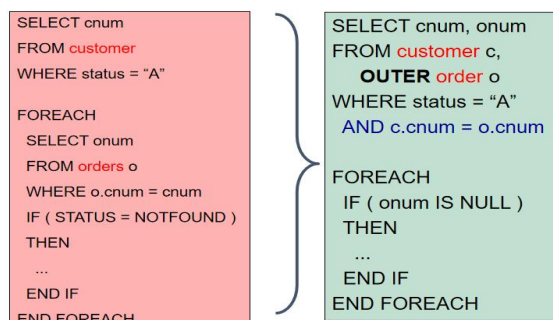 SELECT cnum
FROM customer
WHERE status = “A”
FOREACH
SELECT onum
FROM orders o
WHERE o.cnum = cnum
IF ( STATUS = NOTFOUND )
THEN
...
END IF
END FOREACH
SELECT cnum, onum
FROM customer c,
OUTER order o
WHERE status = “A”
AND c.cnum = o.cnum
FOREACH
IF ( onum IS NULL )
THEN
...
END IF
END FOREACH